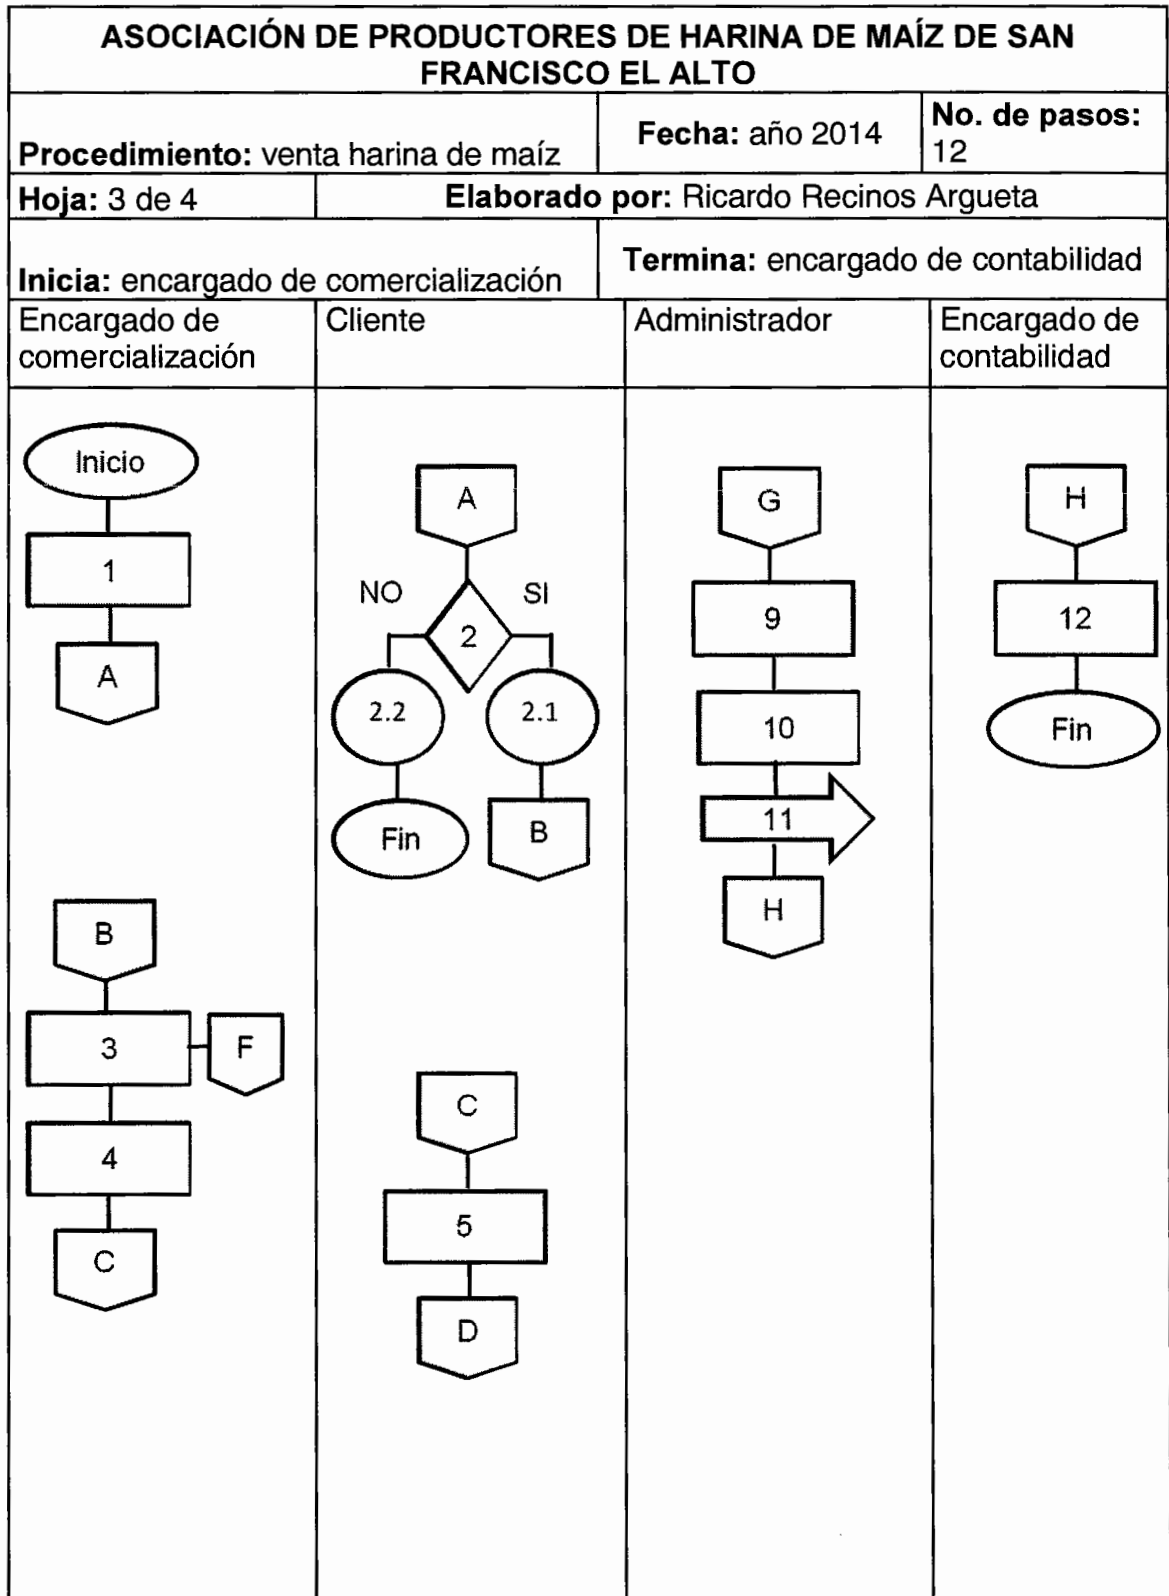 ASOCIACIÓN DE PRODUCTORES DE HARINA DE MAÍZ DE SAN
FRANCISCO EL ALTO
Procedimiento: venta harina de maíz
Fecha: año 2014
No. de pasos:
12
Hoja: 3 de 4
Elaborado por: Ricardo Recinos Argueta
Inicia: encargado de comercialización
Termina: encargado de contabilidad
Encargado de
comercialización
Cliente
Administrador
Encargado de
contabilidad
Inicio
1
A
B
3
F
4
C
A
NO
SI
2
2.2
2.1
Fin
B
C
5
D
G
9
10
11
H
H
12
Fin